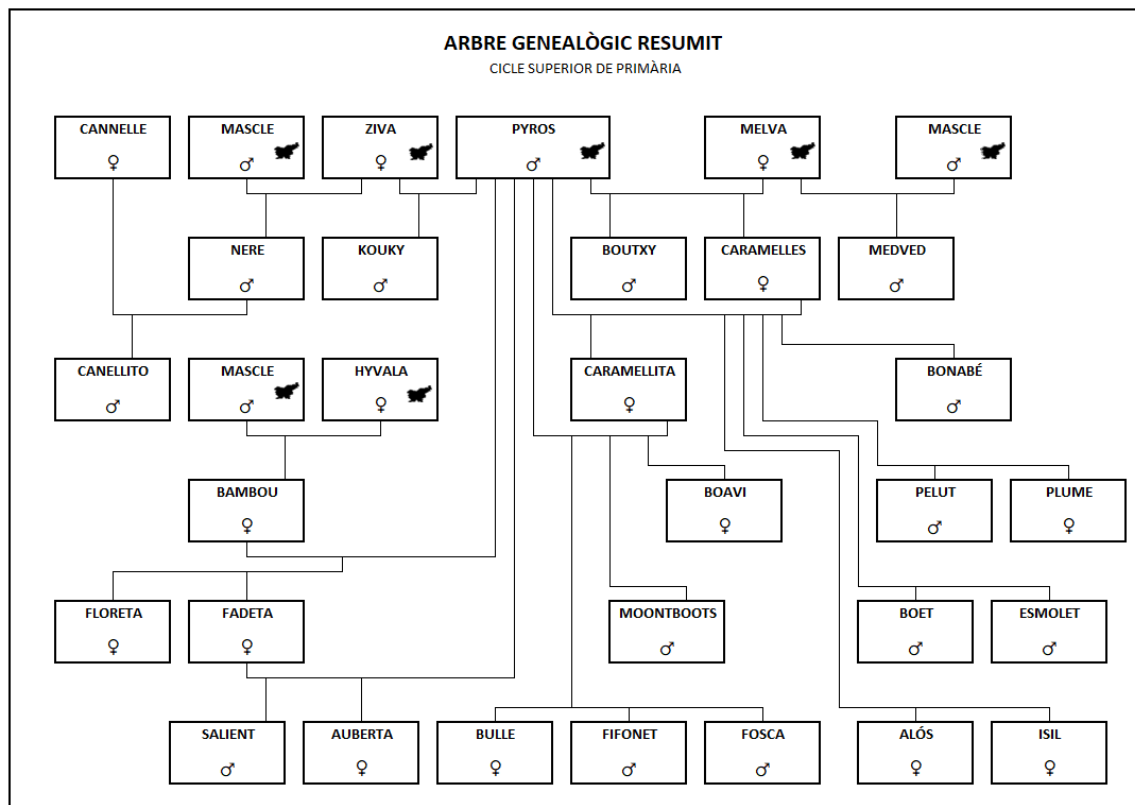 ARBRE GENEALÒGIC RESUMIT
CICLE SUPERIOR DE PRIMÀRIA
CANNELLE
♀
MASCLE
♂
ZIVA
♀
PYROS
♂
MELVA
♀
MASCLE
♂
NERE
♂
KOUKY
♂
BOUTXY
♂
CARAMELLES
♀
MEDVED
♂
CANELLITO
♂
MASCLE
♂
HYVALA
♀
CARAMELLITA
♀
BONABÉ
♂
BAMBOU
♀
BOAVI
♀
PELUT
♂
PLUME
♀
FLORETA
♀
FADETA
♀
MOONTBOOTS
♂
BOET
♂
ESMOLET
♂
SALIENT
♂
AUBERTA
♀
BULLE
♀
FIFONET
♂
FOSCA
♂
ALÓS
♀
ISIL
♀